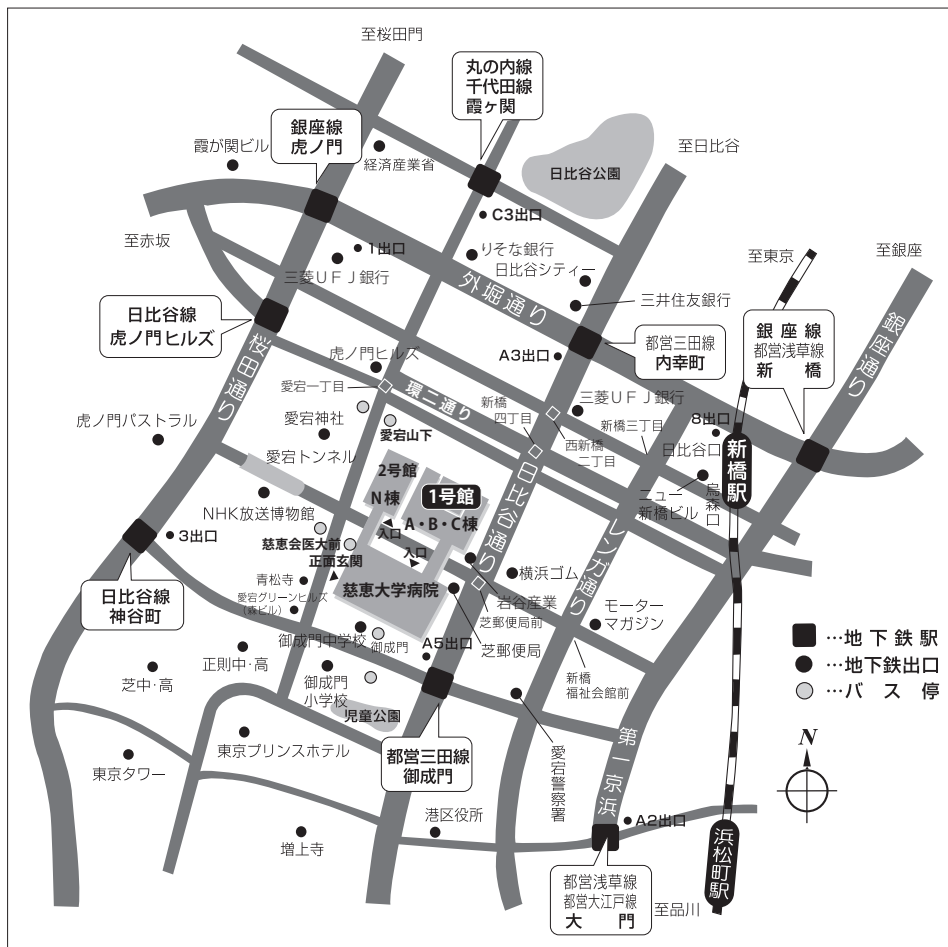 至桜田門
丸の内線
千代田線
霞ヶ関
銀座線
虎ノ門
霞が関ビル
経済産業省
日比谷公園
至日比谷
C3出口
至赤坂
1出口
三菱UFJ銀行
りそな銀行
日比谷シティー
外堀通り
三井住友銀行
至東京
至銀座
日比谷線
虎ノ門ヒルズ
桜田通り
A3出口
都営三田線
内幸町
銀座線
都営浅草線
新橋
銀座通り
虎ノ門ヒルズ
愛宕一丁目
環二通り
新橋
四丁目
三菱UFJ銀行
新橋三丁目
8出口
日比谷口
西新橋
二丁目
新橋駅
烏森口
ニュー
新橋ビル
虎ノ門パストラル
愛宕神社
愛宕山下
愛宕トンネル
2号館
N棟
1号館
A・B・C棟
入口
入口
日比谷通り
レンガ通り
NHK放送博物館
慈恵会医大前
正面玄関
慈恵大学病院
3出口
日比谷線
神谷町
青松寺
愛宕グリーンヒルズ
(森ビル)
横浜ゴム
岩谷産業
芝郵便局前
芝郵便局
モーター
マガジン
御成門中学校
御成門
A5出口
正則中・高
芝中・高
御成門
小学校
児童公園
新橋
福祉会館前
東京プリンスホテル
東京タワー
都営三田線
御成門
愛宕警察署
第一京浜
港区役所
増上寺
A2出口
都営浅草線
都営大江戸線
大門
至品川
浜松町駅
…地下鉄駅
…地下鉄出口
…バス停
N